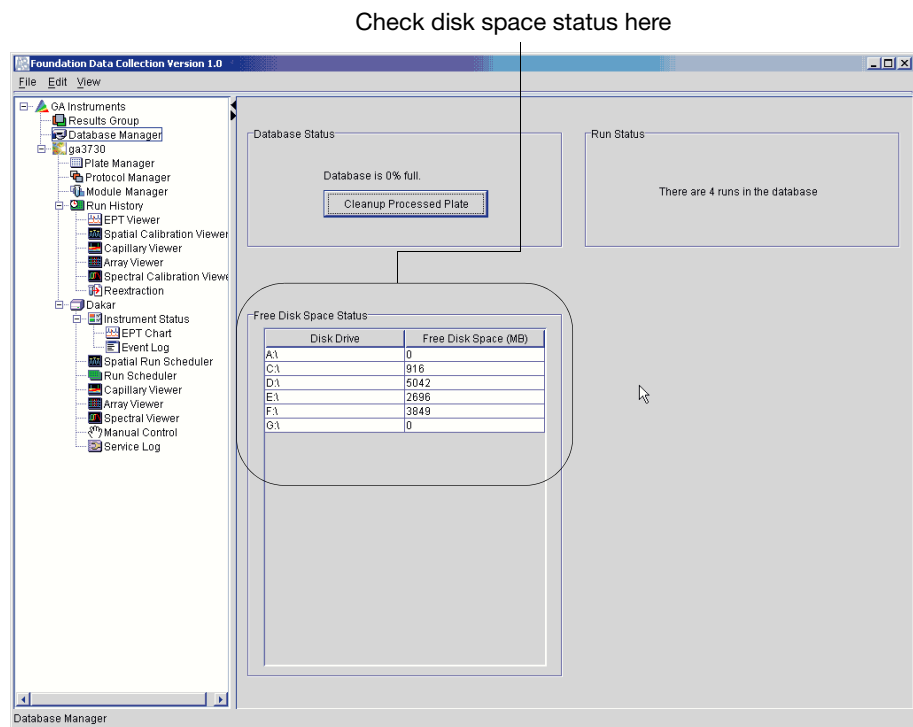 Check disk space status here
Foundation Data Collection Version 1.0
File Edit View
GA Instruments
Results Group
Database Manager
ga3730
Plate Manager
Protocol Manager
Module Manager
Run History
EPT Viewer
Spatial Calibration Viewer
Capillary Viewer
Array Viewer
Spectral Calibration Viewe
Reextraction
Dakar
Instrument Status
EPT Chart
Event Log
Spatial Run Scheduler
Run Scheduler
Capillary Viewer
Array Viewer
Spectral Viewer
Manual Control
Service Log
Database Status
Database is 0% full.
Cleanup Processed Plate
Run Status
There are 4 runs in the database
Free Disk Space Status
Disk Drive Free Disk Space (MB)
A:\ 0
C:\ 916
D:\ 5042
E:\ 2696
F:\ 3849
G:\ 0
Database Manager